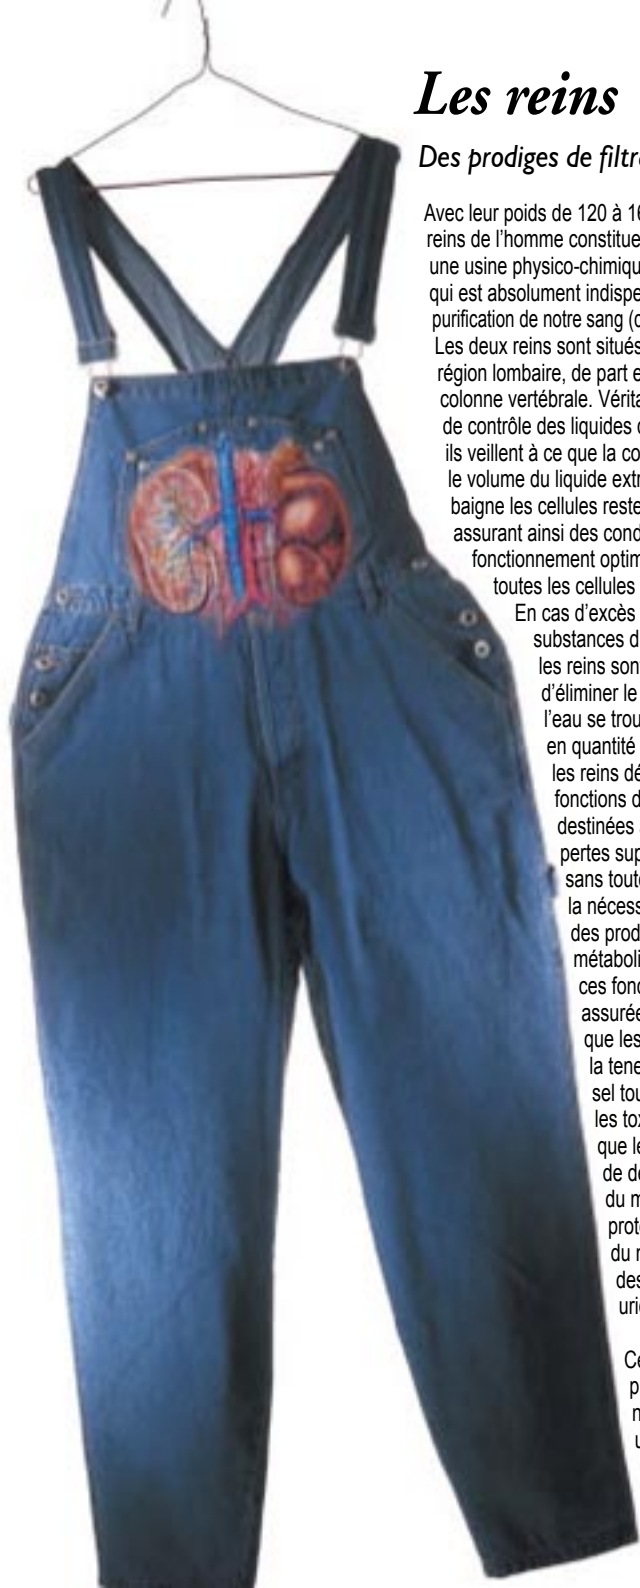 Les reins
Des prodiges de filtr
Avec leur poids de 120 à 16
reins de l’homme constitue
une usine physico-chimiqu
qui est absolument indispe
purification de notre sang (
Les deux reins sont situés
région lombaire, de part e
colonne vertébrale. Vérita
de contrôle des liquides
ils veillent à ce que la co
le volume du liquide extr
baigne les cellules reste
assurant ainsi des cond
fonctionnement optim
toutes les cellules
En cas d’excès
substances d
les reins son
d’éliminer le
l’eau se trou
en quantité
les reins dé
fonctions d
destinées
pertes sup
sans tout
la nécess
des prod
métaboli
ces fonc
assurée
que les
la tene
sel tou
les tox
que le
de d
du m
prot
du
des
uri
Ce
p